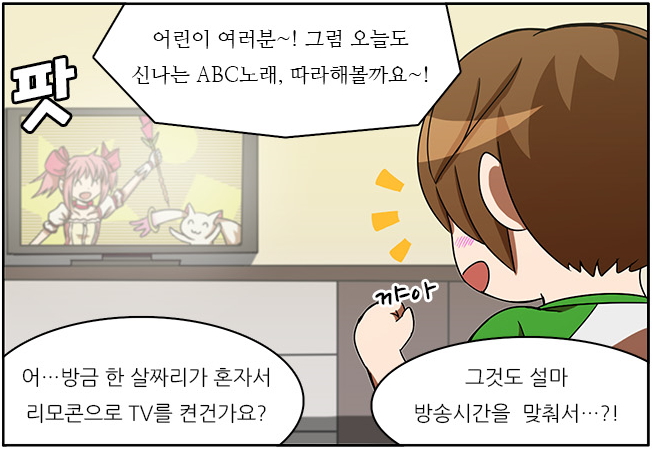 어린이 여러분~! 그럼 오늘도
신나는 ABC노래, 따라해볼까요~!
팟
꺄아
어…방금 한 살짜리가 혼자서
리모콘으로 TV를 켠건가요?
그것도 설마
방송시간을 맞춰서…?!